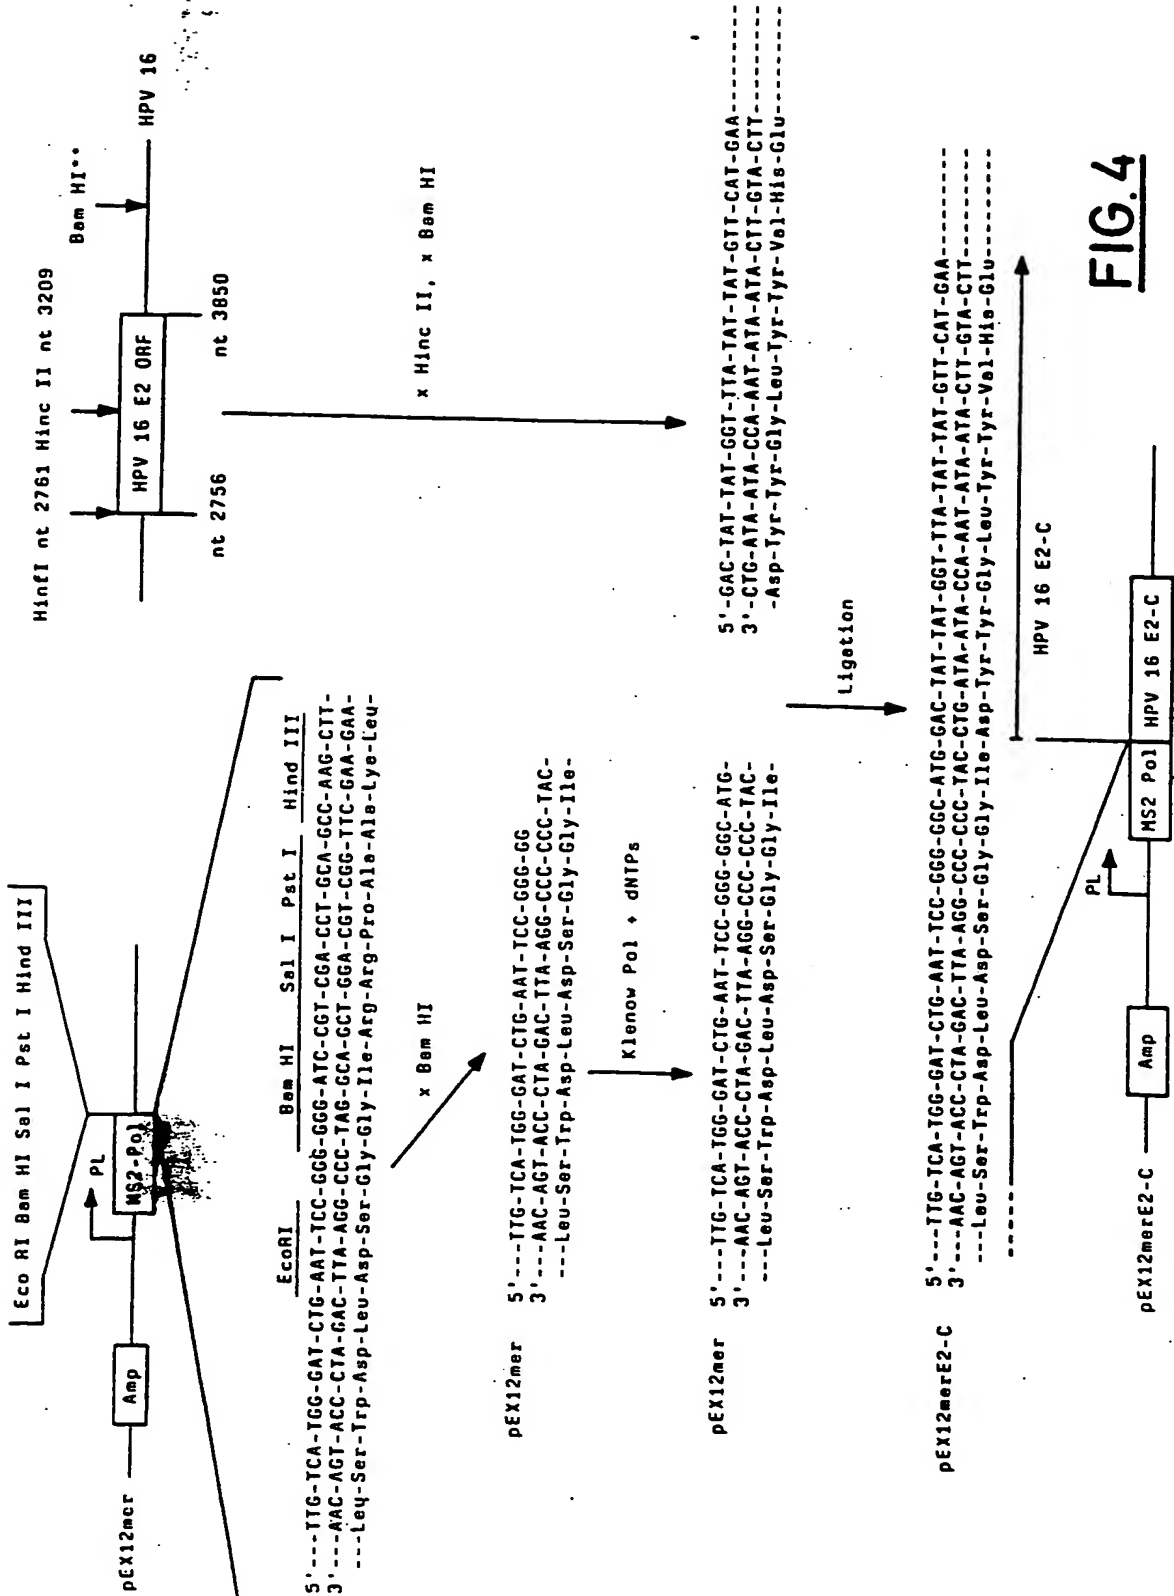 Eco RI Bam HI Sal I Pst I Hind III
PL
pEX12mer
Amp
MS2-Pol
EcoRI Bam HI Sal I Pst I Hind III
5'---TTG-TCA-TGG-GAT-CTG-AAT-TCC-GGG-GGG-ATC-CGT-CGA-CCT-GCA-GCC-AAG-CTT-
3'---AAC-AGT-ACC-CTA-GAC-TTA-AGG-CCC-CCC-TAG-GCA-GCT-GGA-CGT-CGG-TTC-GAA-GAA-
---Ley-Ser-Trp-Asp-Leu-Asp-Ser-Gly-Gly-Ile-Arg-Arg-Pro-Ala-Ala-Lye-Leu-
x Bam HI
pEX12mer
5'---TTG-TCA-TGG-GAT-CTG-AAT-TCC-GGG-GG
3'---AAC-AGT-ACC-CTA-GAC-TTA-AGG-CCC-CCC-TAC-
---Leu-Ser-Trp-Asp-Leu-Asp-Ser-Gly-Gly-Ile-
Klenow Pol + dNTPs
pEX12mer
5'---TTG-TCA-TGG-GAT-CTG-AAT-TCC-GGG-GGC-ATG-
3'---AAC-AGT-ACC-CTA-GAC-TTA-AGG-CCC-CCC-TAC-
---Leu-Ser-Trp-Asp-Leu-Asp-Ser-Gly-Gly-Ile-
HinfI nt 2761 Hinc II nt 3209
Bam HI**
HPV 16 E2 ORF
HPV 16
nt 2756
nt 3850
x Hinc II, x Bam HI
5'-GAC-TAT-TAT-GGT-TTA-TAT-TAT-GTT-CAT-GAA---------
3'-CTG-ATA-ATA-CCA-AAT-ATA-ATA-CTT-GTA-CTT---------
-Asp-Tyr-Tyr-Gly-Leu-Tyr-Tyr-Val-His-Glu---------
Ligation
pEX12merE2-C
5'---TTG-TCA-TGG-GAT-CTG-AAT-TCC-GGG-GGC-ATG-GAC-TAT-TAT-GGT-TTA-TAT-TAT-GTT-CAT-GAA---------
3'---AAC-AGT-ACC-CTA-GAC-TTA-AGG-CCC-CCC-TAC-CTG-ATA-ATA-CCA-AAT-ATA-ATA-CTT-GTA-CTT---------
---Leu-Ser-Trp-Asp-Leu-Asp-Ser-Gly-Gly-Ile-Asp-Tyr-Tyr-Gly-Leu-Tyr-Tyr-Val-His-Glu---------
HPV 16 E2-C
PL
pEX12merE2-C
Amp
MS2 Pol
HPV 16 E2-C
FIG. 4